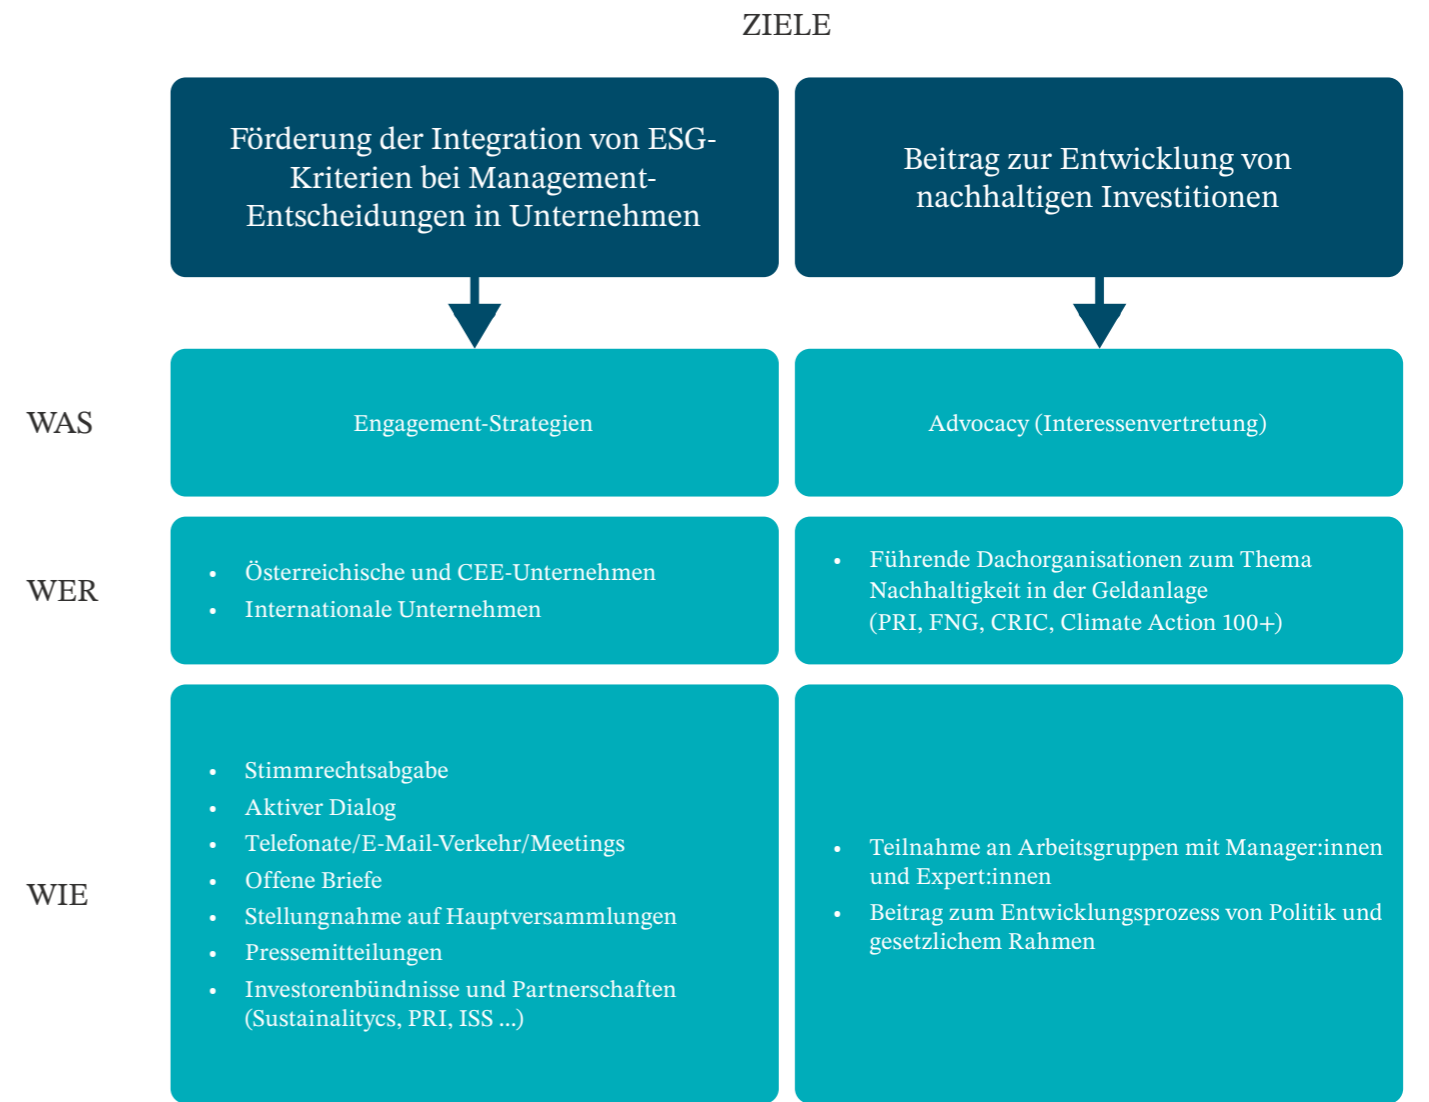 ZIELE
Förderung der Integration von ESG-
Kriterien bei Management-
Entscheidungen in Unternehmen
Beitrag zur Entwicklung von
nachhaltigen Investitionen
WAS
Engagement-Strategien
Advocacy (Interessenvertretung)
WER
• Österreichische und CEE-Unternehmen
• Internationale Unternehmen
• Führende Dachorganisationen zum Thema
Nachhaltigkeit in der Geldanlage
(PRI, FNG, CRIC, Climate Action 100+)
WIE
• Stimmrechtsabgabe
• Aktiver Dialog
• Telefonate/E-Mail-Verkehr/Meetings
• Offene Briefe
• Stellungnahme auf Hauptversammlungen
• Pressemitteilungen
• Investorenbündnisse und Partnerschaften
(Sustainalitycs, PRI, ISS ...)
• Teilnahme an Arbeitsgruppen mit Manager:innen
und Expert:innen
• Beitrag zum Entwicklungsprozess von Politik und
gesetzlichem Rahmen